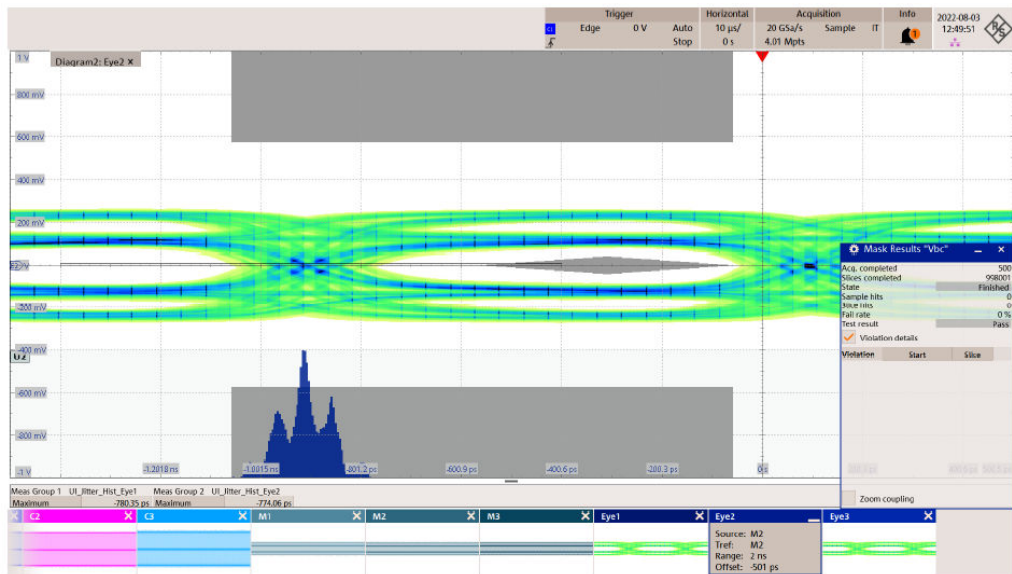 Trigger Horizontal Acquisition Info 2022-08-03
C1 Edge 0 V Auto 10 µs/ 20 GSa/s Sample IT 12:49:51
Stop 0 s 4.01 Mpts 1
R&S
1 V
Diagram2: Eye2 ×
800 mV
600 mV
400 mV
200 mV
-200 mV
-400 mV
-600 mV
-800 mV
-1 V
-1.2018 ns -1.0015 ns -801.2 ps -600.9 ps -400.6 ps -200.3 ps 0 s
Mask Results "Vbc"
Acq. completed 500
Slices completed 998001
State Finished
Sample hits 0
Slice hits 0
Fail rate 0 %
Test result Pass
Violation details
Violation Start Slice
Zoom coupling
Meas Group 1 UI_Jitter_Hist_Eye1 Meas Group 2 UI_Jitter_Hist_Eye2
Maximum -780.35 ps Maximum -774.06 ps
C2 C3 M1 M2 M3 Eye1 Eye2 Eye3
Source: M2
Tref: M2
Range: 2 ns
Offset: -501 ps